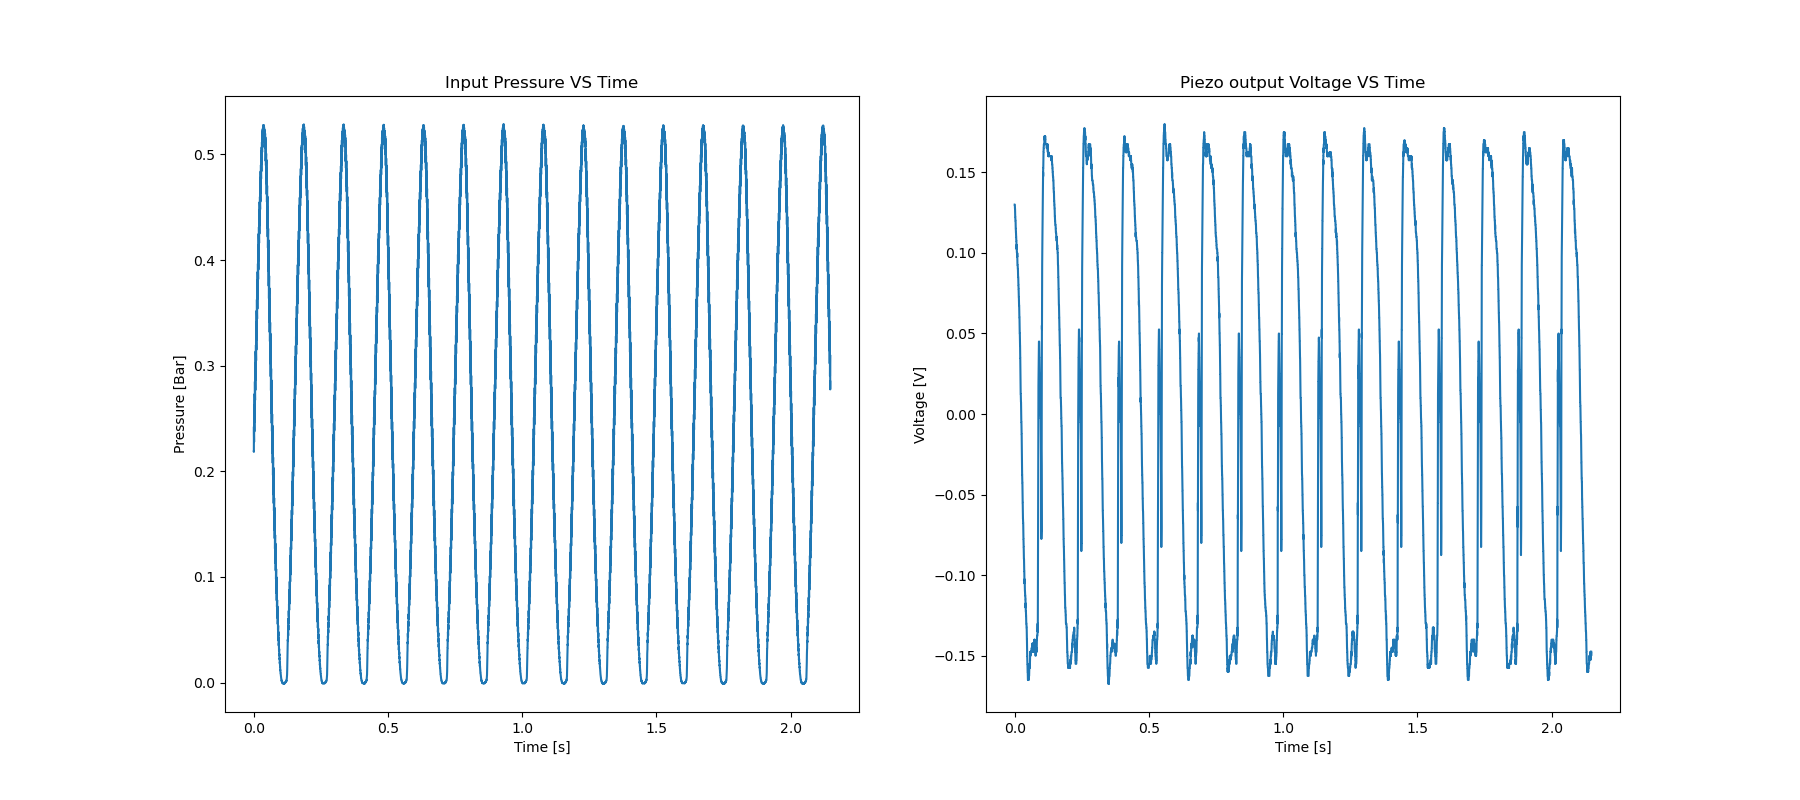 Input Pressure VS Time
Pressure [Bar]
0.5
0.4
0.3
0.2
0.1
0.0
0.0 0.5 1.0 1.5 2.0
Time [s]
Piezo output Voltage VS Time
Voltage [V]
0.15
0.10
0.05
0.00
−0.05
−0.10
−0.15
0.0 0.5 1.0 1.5 2.0
Time [s]